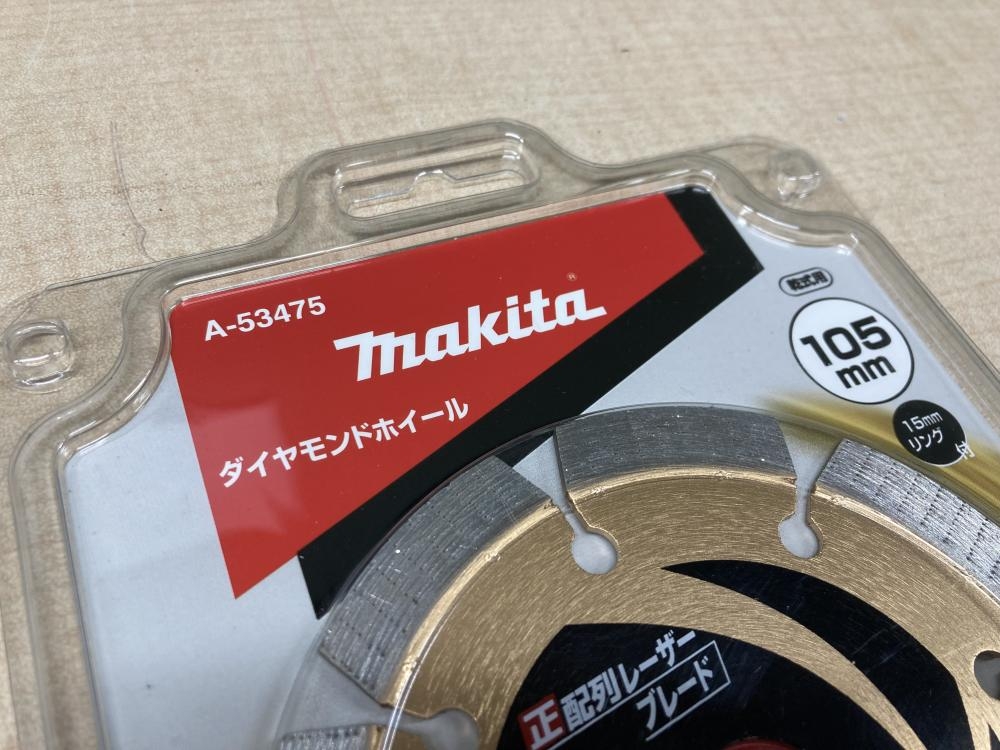 A-53475
makita®
ダイヤモンドホイール
乾式用
105
mm
15mm
リング付
正配列レーザー
ブレード